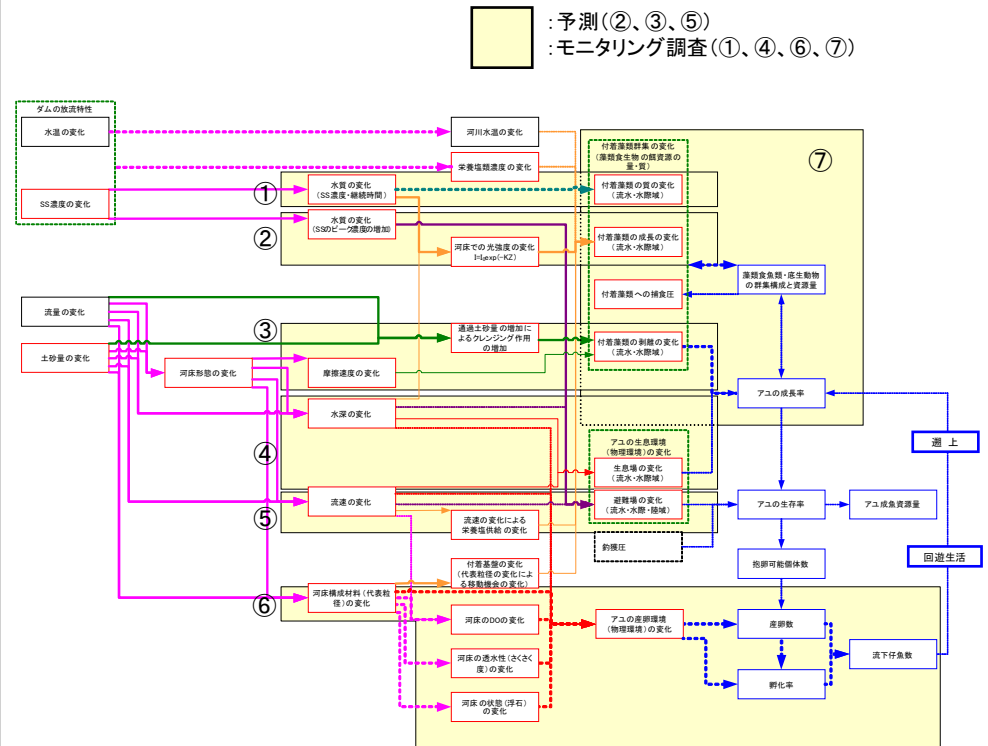 ：予測（②、③、⑤）
：モニタリング調査（①、④、⑥、⑦）
ダムの放流特性
水温の変化
SS濃度の変化
流量の変化
土砂量の変化
河床形態の変化
①
②
③
④
⑤
⑥
⑦
水質の変化
（SS濃度・継続時間）
水質の変化
（SSのピーク濃度の増加）
摩擦速度の変化
水深の変化
流速の変化
河床構成材料（代表粒
径）の変化
河川水温の変化
栄養塩類濃度の変化
河床での光強度の変化
I=I₀exp(−KZ)
通過土砂量の増加に
よるクレンジング作用
の増加
流速の変化による
栄養塩供給の変化
付着基盤の変化
（代表粒径の変化によ
る移動機会の変化）
河床のDOの変化
河床の透水性（さくさく
度）の変化
河床の状態（浮石）
の変化
付着藻類群集の変化
（藻類食生物の餌資源の
量・質）
付着藻類の質の変化
（流水・水際域）
付着藻類の成長の変化
（流水・水際域）
付着藻類への捕食圧
付着藻類の剥離の変化
（流水・水際域）
アユの生息環境
（物理環境）の変化
生息場の変化
（流水・水際域）
避難場の変化
（流水・水際・陸域）
釣獲圧
アユの産卵環境
（物理環境）の変化
藻類食魚類・底生動物
の群集構成と資源量
アユの成長率
アユの生存率
抱卵可能個体数
産卵数
孵化率
アユ成魚資源量
流下仔魚数
遡 上
回遊生活